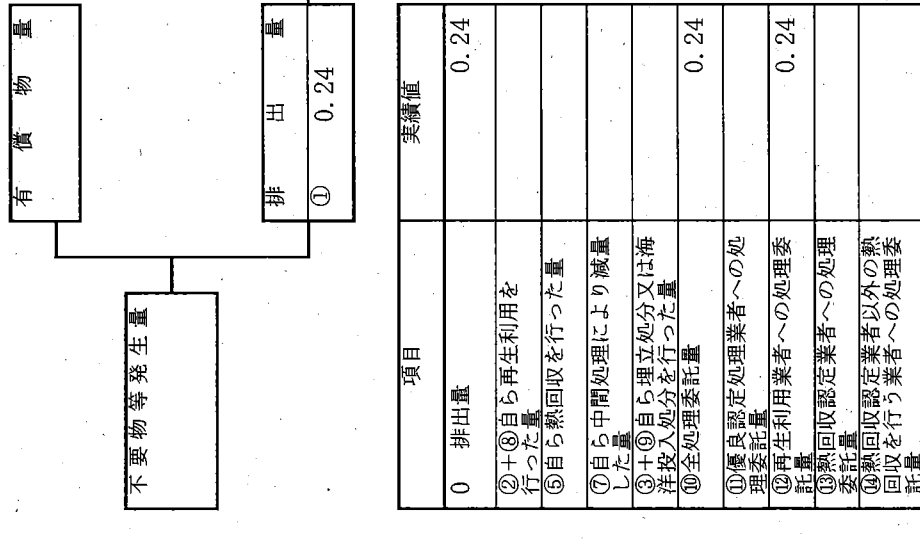 有償物量
排出量
① 0.24
不要物等発生量
項目 実績値
0 排出量 0.24
②+⑧自ら再生利用を
行った量
⑤自ら熱回収を行った量
⑦自ら中間処理により減量
した量
③+⑨自ら埋立処分又は海
洋投入処分を行った量
⑩全処理委託量 0.24
⑪優良認定処理業者への処
理委託量
⑫再生利用業者への処理委
託量 0.24
⑬熱回収認定業者への処理
委託量
⑭熱回収認定業者以外の熱
回収を行う業者への処理委
託量